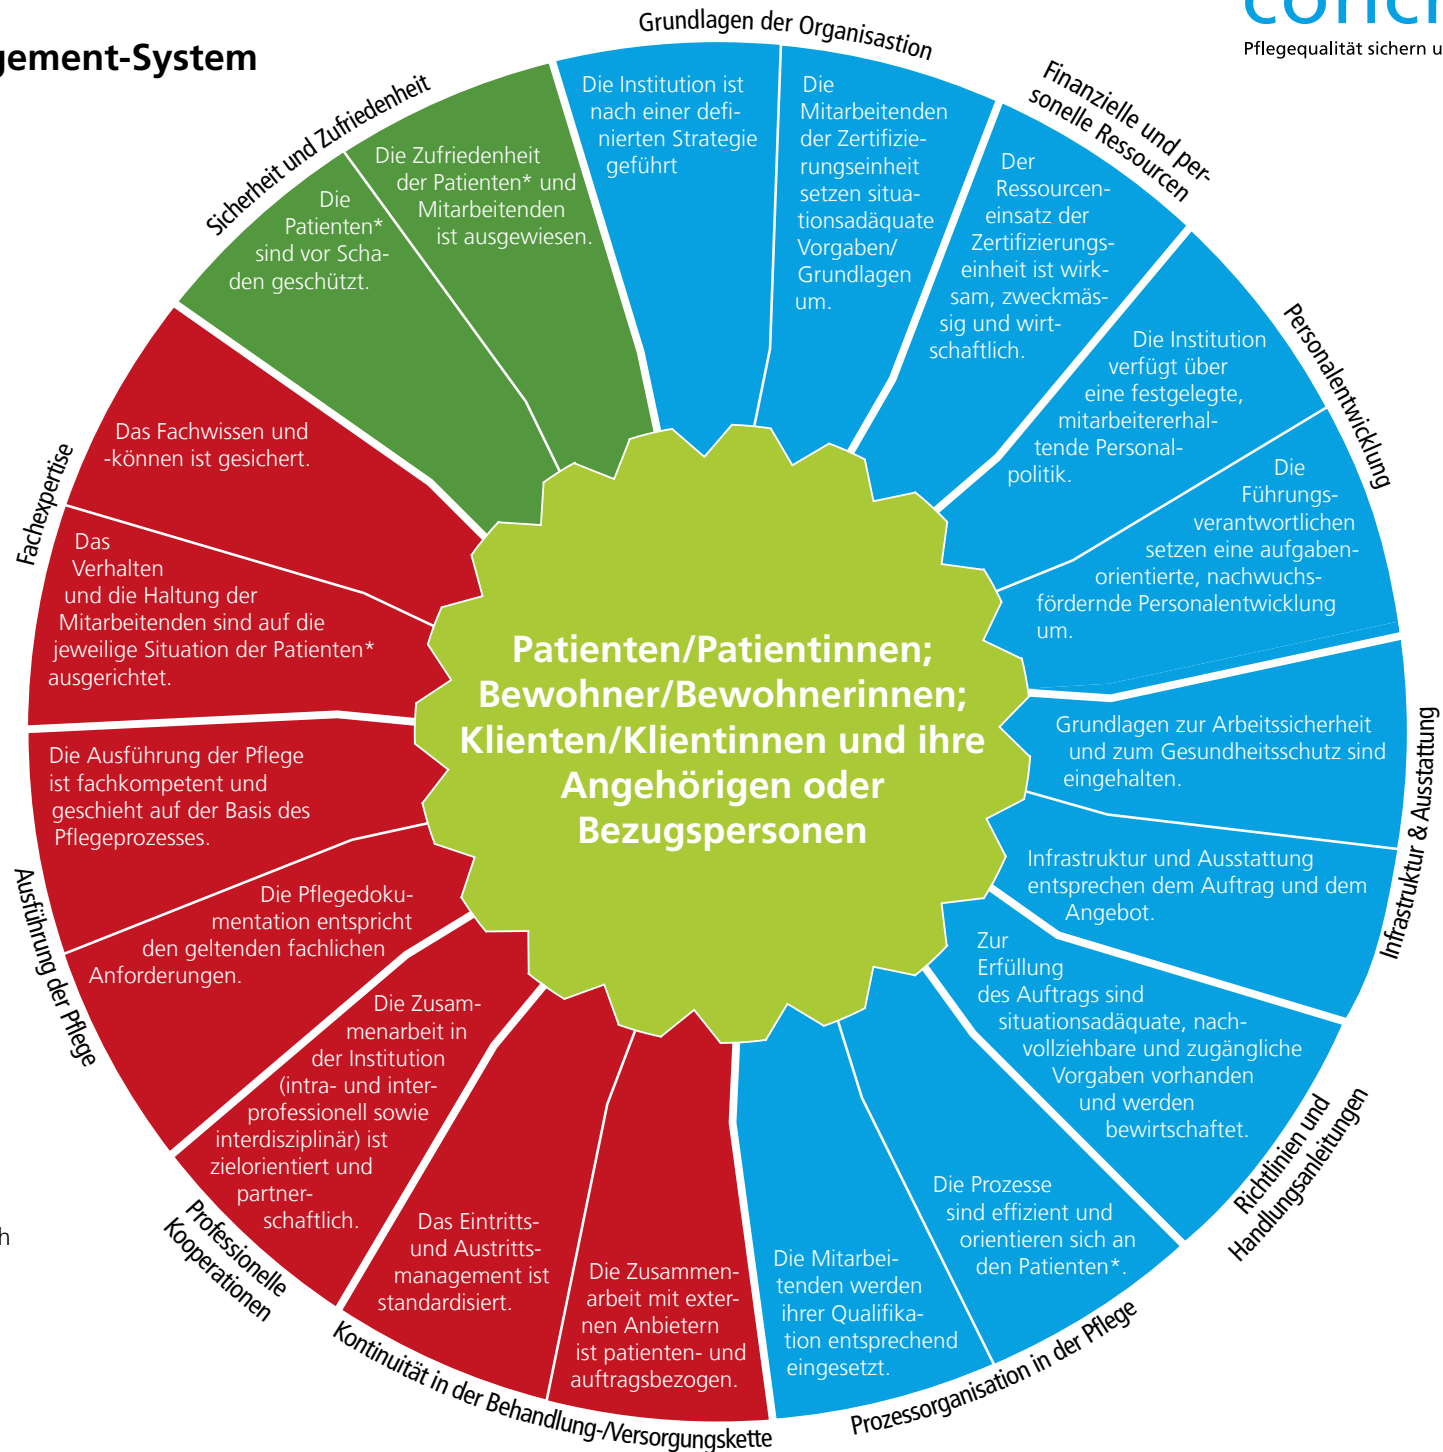 gement-System
Pflegequalität sichern u
Grundlagen der Organisastion
Die Institution ist
nach einer defi-
nierten Strategie
geführt
Die
Mitarbeitenden
der Zertifizie-
rungseinheit
setzen situa-
tionsadäquate
Vorgaben/
Grundlagen
um.
Finanzielle und per-
sonelle Ressourcen
Der
Ressourcen-
einsatz der
Zertifizierungs-
einheit ist wirk-
sam, zweckmäs-
sig und wirt-
schaftlich.
Personalentwicklung
Die Institution
verfügt über
eine festgelegte,
mitarbeitererhal-
tende Personal-
politik.
Die
Führungs-
verantwortlichen
setzen eine aufgaben-
orientierte, nachwuchs-
fördernde Personalentwicklung
um.
Infrastruktur & Ausstattung
Grundlagen zur Arbeitssicherheit
und zum Gesundheitsschutz sind
eingehalten.
Infrastruktur und Ausstattung
entsprechen dem Auftrag und dem
Angebot.
Richtlinien und
Handlungsanleitungen
Zur
Erfüllung
des Auftrags sind
situationsadäquate, nach-
vollziehbare und zugängliche
Vorgaben vorhanden
und werden
bewirtschaftet.
Prozessorganisation in der Pflege
Die Prozesse
sind effizient und
orientieren sich an
den Patienten*.
Die Mitarbei-
tenden werden
ihrer Qualifika-
tion entsprechend
eingesetzt.
Kontinuität in der Behandlung-/Versorgungskette
Die Zusammen-
arbeit mit exter-
nen Anbietern
ist patienten- und
auftragsbezogen.
Das Eintritts-
und Austritts-
management ist
standardisiert.
Professionelle
Kooperationen
Die Zusam-
menarbeit in
der Institution
(intra- und inter-
professionell sowie
interdisziplinär) ist
zielorientiert und
partner-
schaftlich.
Ausführung der Pflege
Die Pflegedoku-
mentation entspricht
den geltenden fachlichen
Anforderungen.
Die Ausführung der Pflege
ist fachkompetent und
geschieht auf der Basis des
Pflegeprozesses.
Fachexpertise
Das
Verhalten
und die Haltung der
Mitarbeitenden sind auf die
jeweilige Situation der Patienten*
ausgerichtet.
Das Fachwissen und
-können ist gesichert.
Sicherheit und Zufriedenheit
Die
Patienten*
sind vor Scha-
den geschützt.
Die Zufriedenheit
der Patienten* und
Mitarbeitenden
ist ausgewiesen.
Patienten/Patientinnen;
Bewohner/Bewohnerinnen;
Klienten/Klientinnen und ihre
Angehörigen oder
Bezugspersonen
h